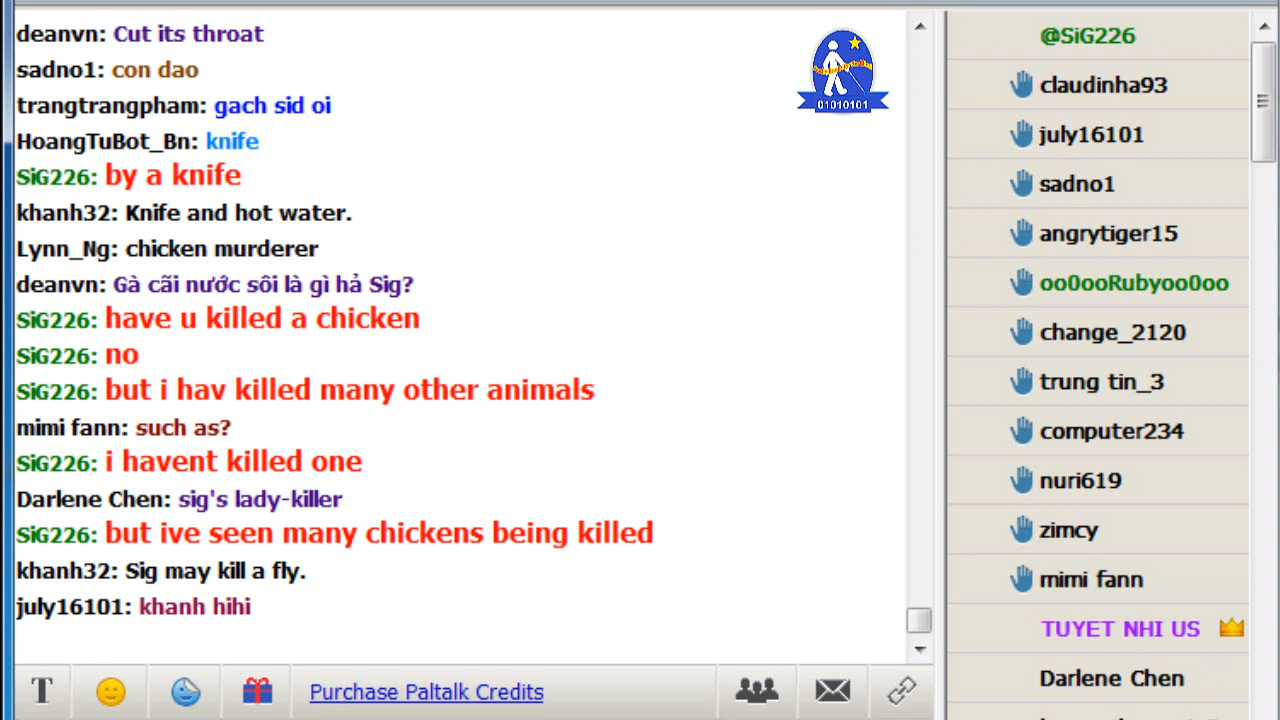 deanvn: Cut its throat
sadno1: con dao
trangtrangpham: gach sid oi
HoangTuBot_Bn: knife
SiG226: by a knife
khanh32: Knife and hot water.
Lynn_Ng: chicken murderer
deanvn: Gà cãi nước sôi là gì hả Sig?
SiG226: have u killed a chicken
SiG226: no
SiG226: but i hav killed many other animals
mimi fann: such as?
SiG226: i havent killed one
Darlene Chen: sig's lady-killer
SiG226: but ive seen many chickens being killed
khanh32: Sig may kill a fly.
july16101: khanh hihi
01010101
T
Purchase Paltalk Credits
@SiG226
claudinha93
july16101
sadno1
angrytiger15
oo0ooRubyoo0oo
change_2120
trung tin_3
computer234
nuri619
zimcy
mimi fann
TUYET NHI US
Darlene Chen